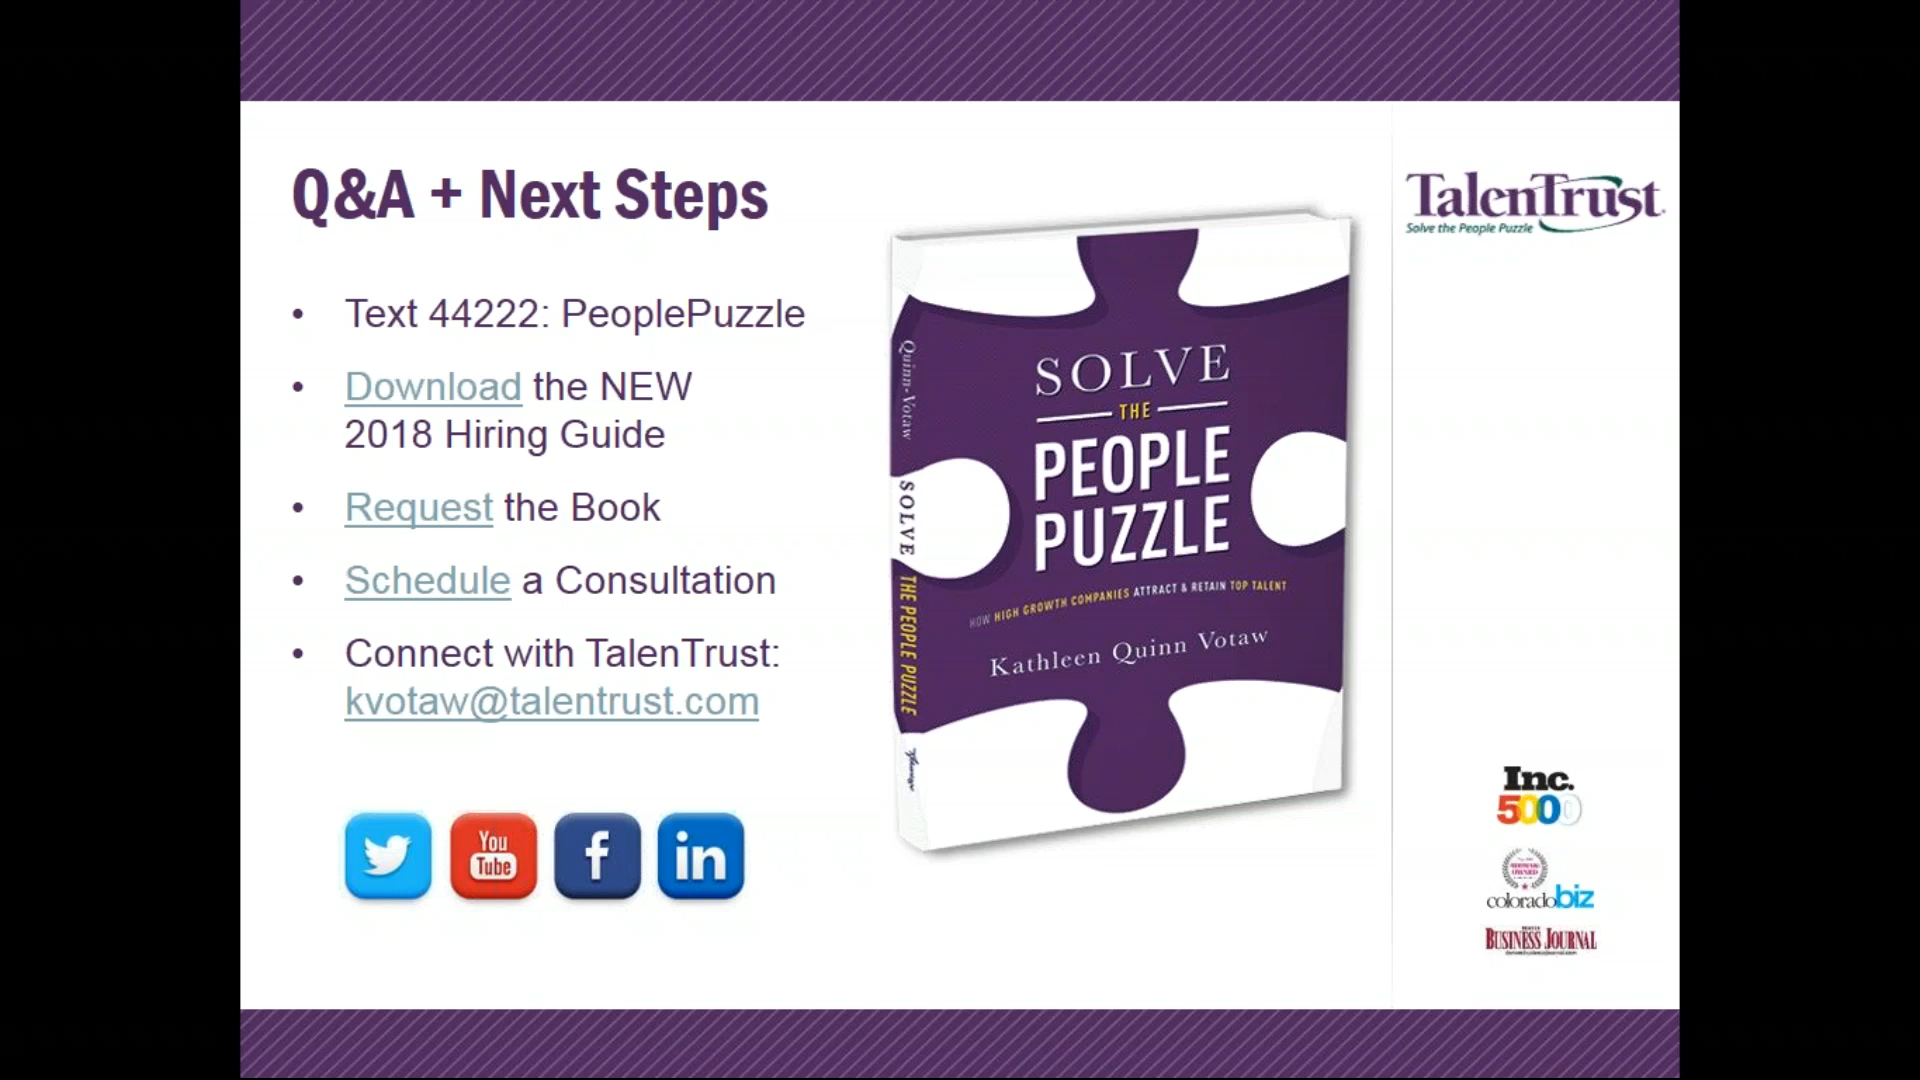 Q&A + Next Steps
• Text 44222: PeoplePuzzle
• Download the NEW
2018 Hiring Guide
• Request the Book
• Schedule a Consultation
• Connect with TalenTrust:
kvotaw@talentrust.com
You
Tube
f
in
Quinn-Votaw
SOLVE THE PEOPLE PUZZLE
SOLVE
THE
PEOPLE
PUZZLE
HOW HIGH GROWTH COMPANIES ATTRACT & RETAIN TOP TALENT
Kathleen Quinn Votaw
TalenTrust
Solve the People Puzzle
Inc.
5000
OWNED
coloradobiz
BUSINESS JOURNAL